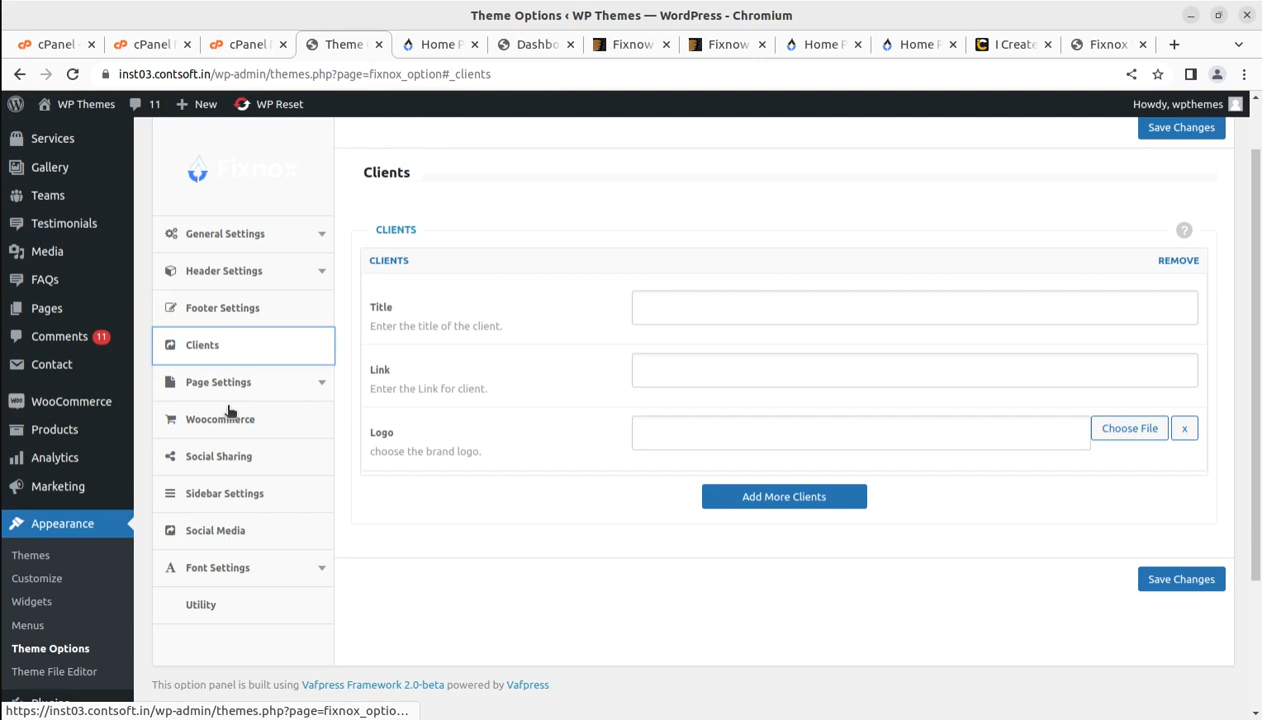 Theme Options ‹ WP Themes — WordPress - Chromium
cPanel -
cPanel
cPanel
Theme
Home P
Dashbo
Fixnow
Fixnow
Home P
Home P
I Create
Fixnox
inst03.contsoft.in/wp-admin/themes.php?page=fixnox_option#_clients
WP Themes
11
New
WP Reset
Howdy, wpthemes
Services
Gallery
Teams
Testimonials
Media
FAQs
Pages
Comments 11
Contact
WooCommerce
Products
Analytics
Marketing
Appearance
Themes
Customize
Widgets
Menus
Theme Options
Theme File Editor
Fixnox
General Settings
Header Settings
Footer Settings
Clients
Page Settings
Woocommerce
Social Sharing
Sidebar Settings
Social Media
Font Settings
Utility
Save Changes
Clients
CLIENTS
?
CLIENTS
REMOVE
Title
Enter the title of the client.
Link
Enter the Link for client.
Logo
choose the brand logo.
Choose File
x
Add More Clients
Save Changes
This option panel is built using Vafpress Framework 2.0-beta powered by Vafpress
https://inst03.contsoft.in/wp-admin/themes.php?page=fixnox_optio...